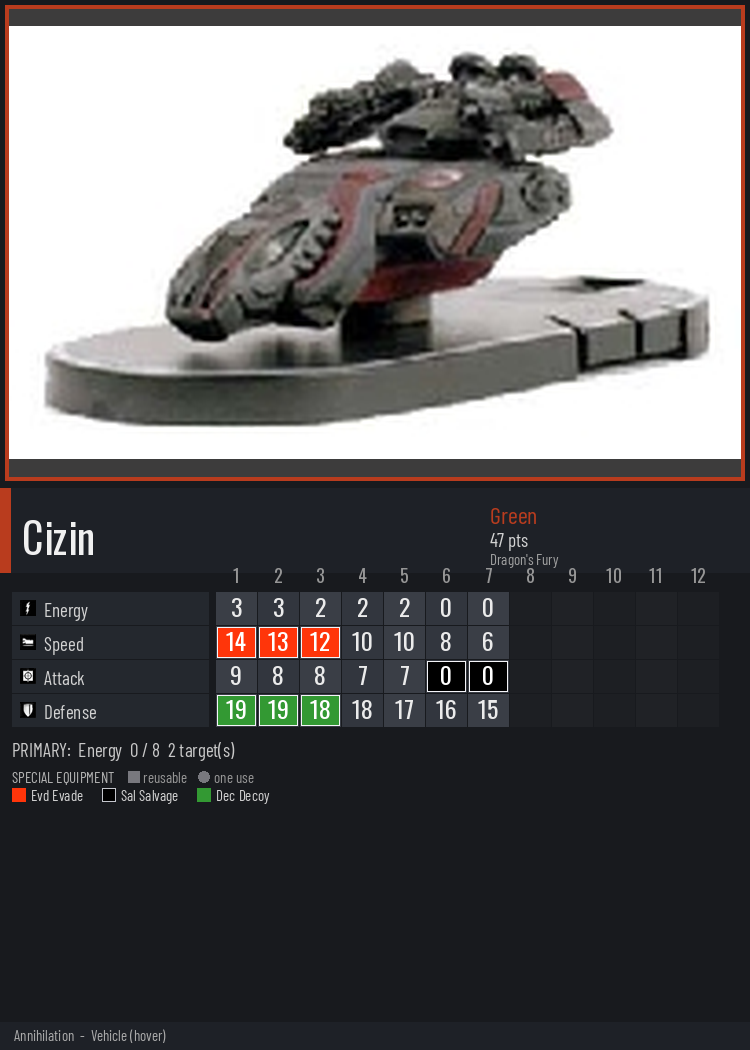 Cizin
Green
47 pts
Dragon's Fury
1 2 3 4 5 6 7 8 9 10 11 12
Energy 3 3 2 2 2 0 0
Speed 14 13 12 10 10 8 6
Attack 9 8 8 7 7 0 0
Defense 19 19 18 18 17 16 15
PRIMARY: Energy 0 / 8 2 target(s)
SPECIAL EQUIPMENT reusable one use
Evd Evade Sal Salvage Dec Decoy
Annihilation - Vehicle (hover)